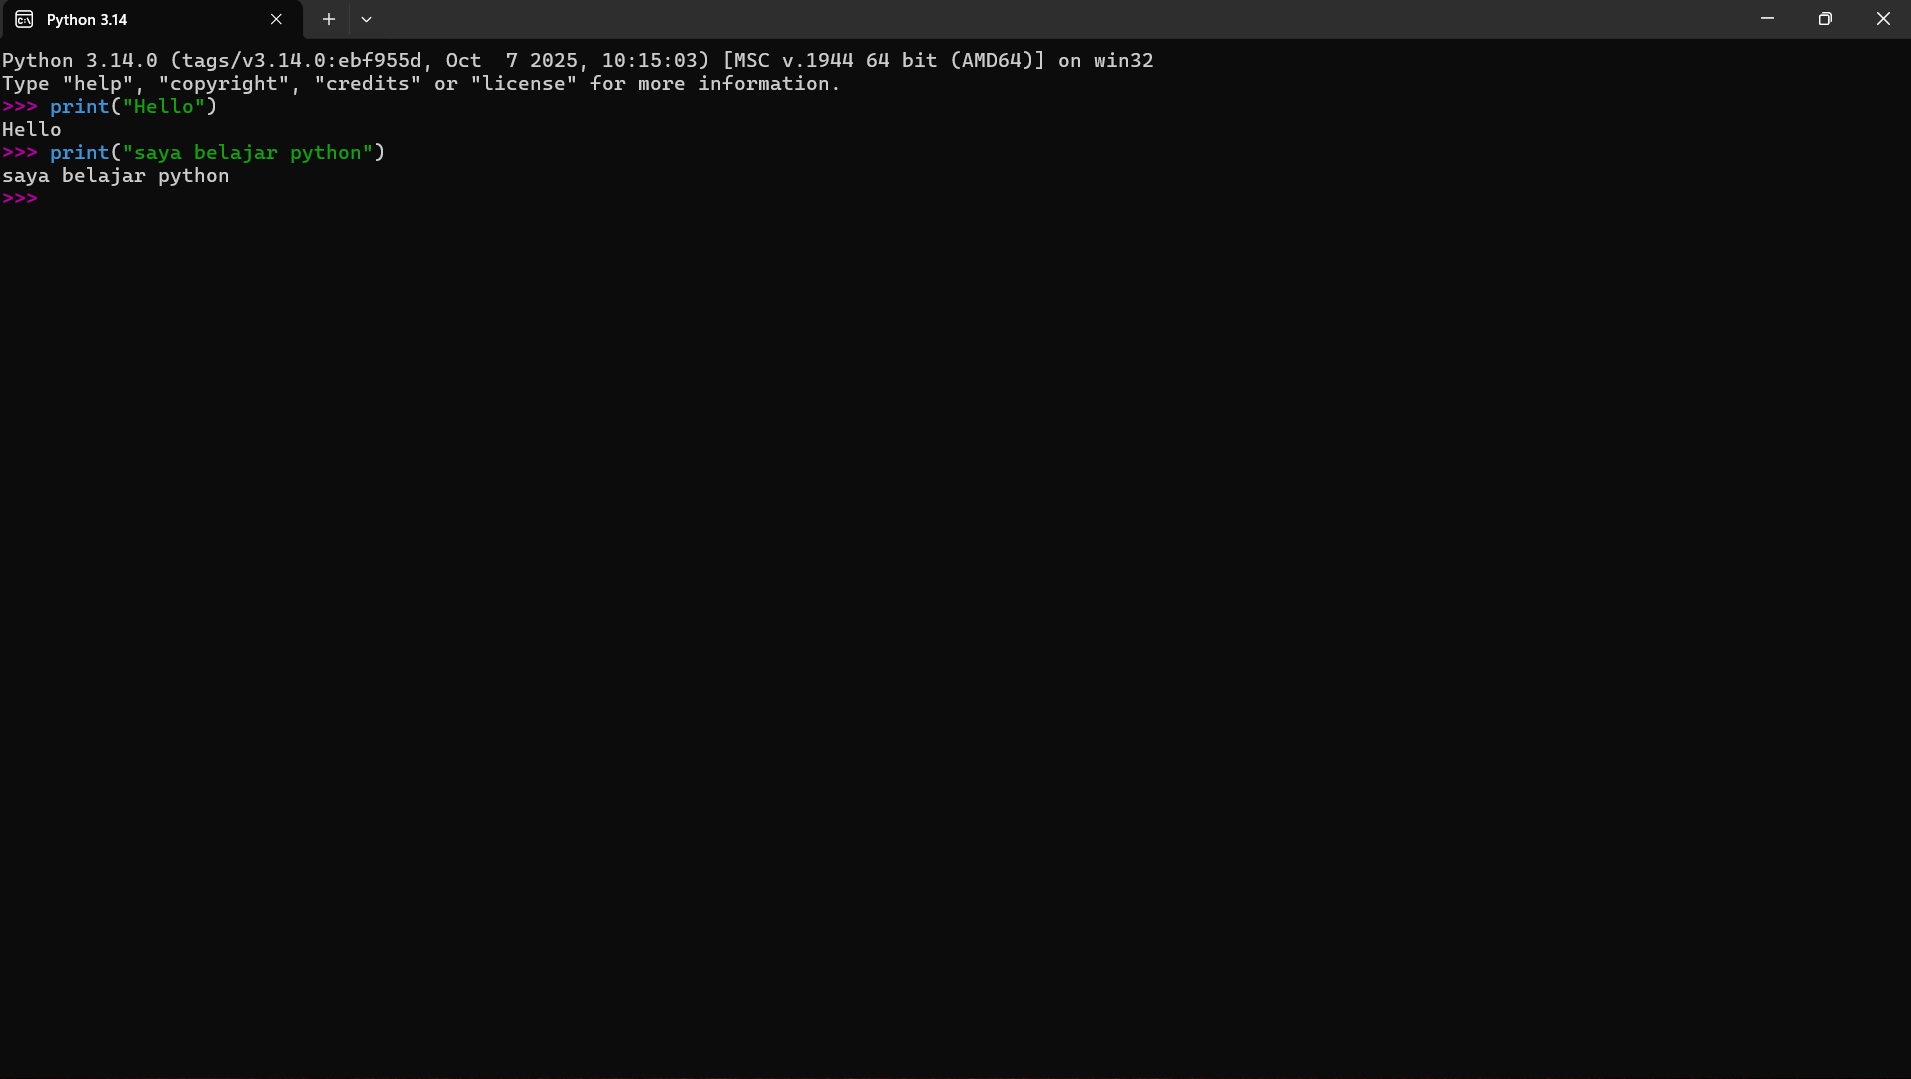 Python 3.14
Python 3.14.0 (tags/v3.14.0:ebf955d, Oct  7 2025, 10:15:03) [MSC v.1944 64 bit (AMD64)] on win32
Type "help", "copyright", "credits" or "license" for more information.
>>> print("Hello")
Hello
>>> print("saya belajar python")
saya belajar python
>>>